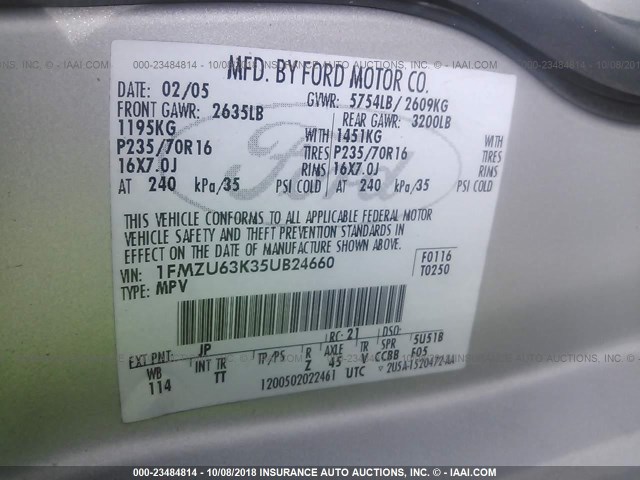 000-23484814 - 10/08/2018 INSURANCE AUTO AUCTIONS, INC. © - IAAI.COM
MFD. BY FORD MOTOR CO.
DATE: 02/05 GVWR: 5754LB/ 2609KG
FRONT GAWR: 2635LB REAR GAWR: 3200LB
1195KG WITH 1451KG WITH
P235/70R16 TIRES P235/70R16 TIRES
16X7.0J RIMS 16X7.0J RIMS
AT 240 kPa/35 PSI COLD AT 240 kPa/35 PSI COLD
Ford
THIS VEHICLE CONFORMS TO ALL APPLICABLE FEDERAL MOTOR
VEHICLE SAFETY AND THEFT PREVENTION STANDARDS IN
EFFECT ON THE DATE OF MANUFACTURE SHOWN ABOVE.
VIN: 1FMZU63K35UB24660 F0116
TYPE: MPV T0250
EXT PNT: JP RC: 21 DSO:
WB INT TR TP/PS R AXLE TR SPR 5U51B
114 TT Z 45 V CCBB F05
1200502022461 UTC 2U5A-1520472-AA
000-23484814 - 10/08/2018 INSURANCE AUTO AUCTIONS, INC. © - IAAI.COM